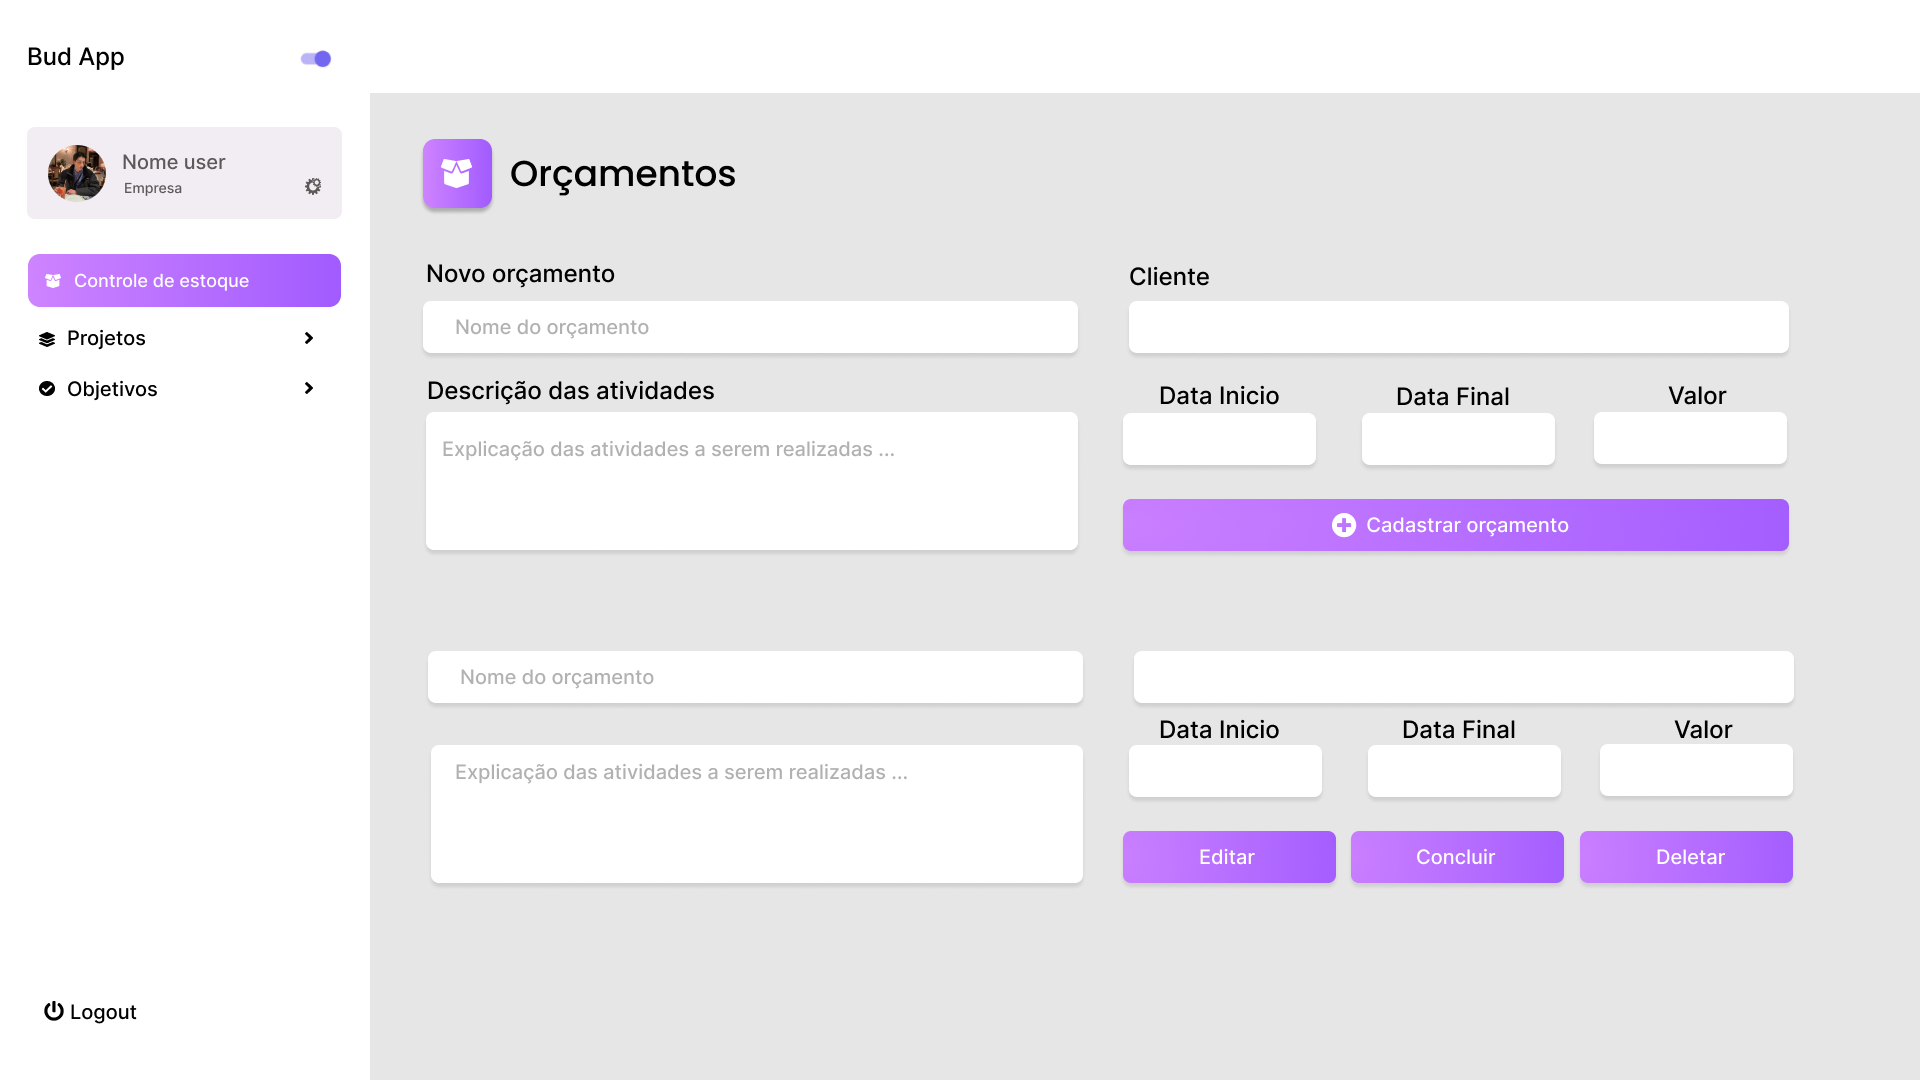 Bud App
Nome user
Empresa
Controle de estoque
Projetos
Objetivos
Logout
Orçamentos
Novo orçamento
Nome do orçamento
Descrição das atividades
Explicação das atividades a serem realizadas ...
Cliente
Data Inicio
Data Final
Valor
Cadastrar orçamento
Nome do orçamento
Explicação das atividades a serem realizadas ...
Data Inicio
Data Final
Valor
Editar
Concluir
Deletar